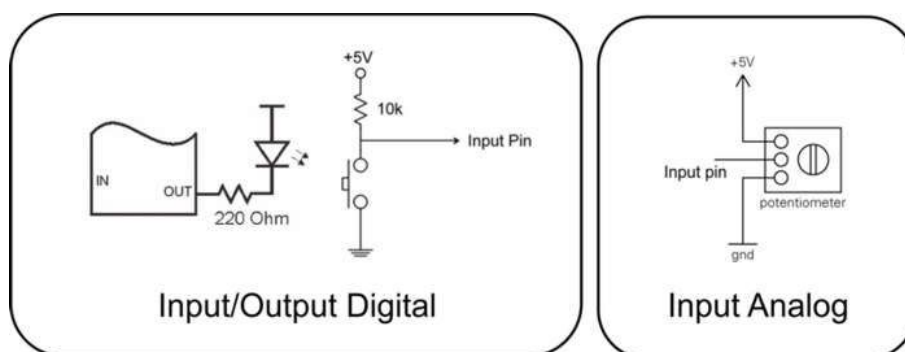 +5V
10k
Input Pin
IN
OUT
220 Ohm
Input/Output Digital
+5V
Input pin
potentiometer
gnd
Input Analog